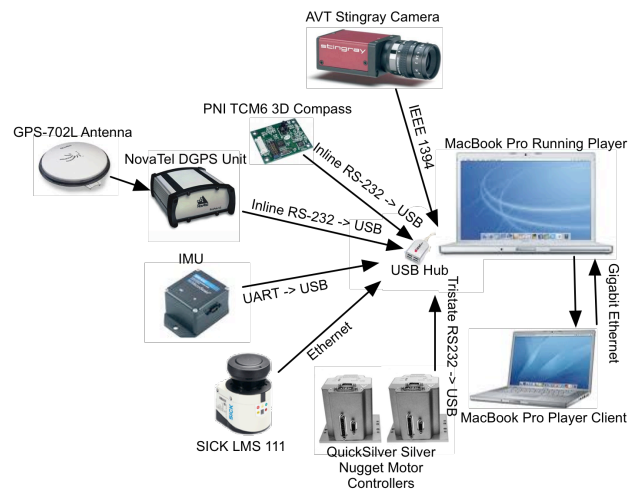 AVT Stingray Camera
stingray
IEEE 1394
PNI TCM6 3D Compass
MacBook Pro Running Player
GPS-702L Antenna
NovaTel DGPS Unit
Inline RS-232 -> USB
Inline RS-232 -> USB
USB Hub
IMU
UART -> USB
Ethernet
Tristate RS232 -> USB
Gigabit Ethernet
SICK
SICK LMS 111
QuickSilver Silver
Nugget Motor
Controllers
MacBook Pro Player Client